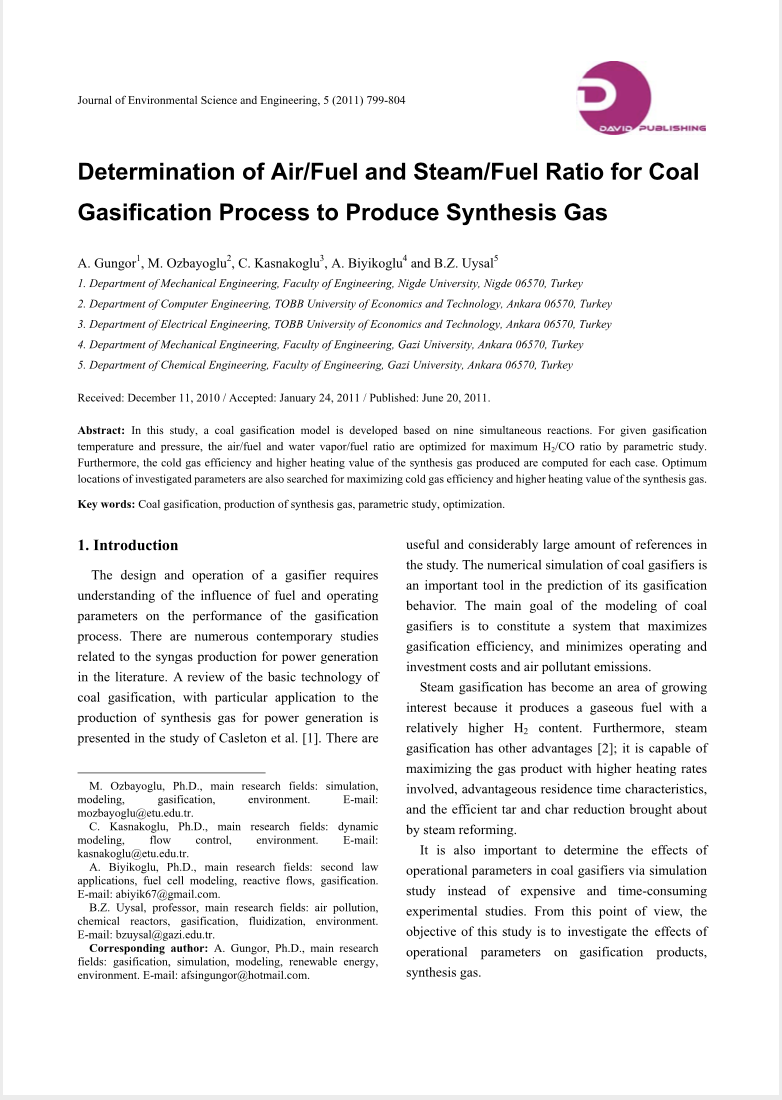 Journal of Environmental Science and Engineering, 5 (2011) 799-804
D
DAVID PUBLISHING
Determination of Air/Fuel and Steam/Fuel Ratio for Coal
Gasification Process to Produce Synthesis Gas
A. Gungor1, M. Ozbayoglu2, C. Kasnakoglu3, A. Biyikoglu4 and B.Z. Uysal5
1. Department of Mechanical Engineering, Faculty of Engineering, Nigde University, Nigde 06570, Turkey
2. Department of Computer Engineering, TOBB University of Economics and Technology, Ankara 06570, Turkey
3. Department of Electrical Engineering, TOBB University of Economics and Technology, Ankara 06570, Turkey
4. Department of Mechanical Engineering, Faculty of Engineering, Gazi University, Ankara 06570, Turkey
5. Department of Chemical Engineering, Faculty of Engineering, Gazi University, Ankara 06570, Turkey
Received: December 11, 2010 / Accepted: January 24, 2011 / Published: June 20, 2011.
Abstract: In this study, a coal gasification model is developed based on nine simultaneous reactions. For given gasification
temperature and pressure, the air/fuel and water vapor/fuel ratio are optimized for maximum H2/CO ratio by parametric study.
Furthermore, the cold gas efficiency and higher heating value of the synthesis gas produced are computed for each case. Optimum
locations of investigated parameters are also searched for maximizing cold gas efficiency and higher heating value of the synthesis gas.
Key words: Coal gasification, production of synthesis gas, parametric study, optimization.
1. Introduction
The design and operation of a gasifier requires
understanding of the influence of fuel and operating
parameters on the performance of the gasification
process. There are numerous contemporary studies
related to the syngas production for power generation
in the literature. A review of the basic technology of
coal gasification, with particular application to the
production of synthesis gas for power generation is
presented in the study of Casleton et al. [1]. There are
M. Ozbayoglu, Ph.D., main research fields: simulation,
modeling, gasification, environment. E-mail:
mozbayoglu@etu.edu.tr.
C. Kasnakoglu, Ph.D., main research fields: dynamic
modeling, flow control, environment. E-mail:
kasnakoglu@etu.edu.tr.
A. Biyikoglu, Ph.D., main research fields: second law
applications, fuel cell modeling, reactive flows, gasification.
E-mail: abiyik67@gmail.com.
B.Z. Uysal, professor, main research fields: air pollution,
chemical reactors, gasification, fluidization, environment.
E-mail: bzuysal@gazi.edu.tr.
Corresponding author: A. Gungor, Ph.D., main research
fields: gasification, simulation, modeling, renewable energy,
environment. E-mail: afsingungor@hotmail.com.
useful and considerably large amount of references in
the study. The numerical simulation of coal gasifiers is
an important tool in the prediction of its gasification
behavior. The main goal of the modeling of coal
gasifiers is to constitute a system that maximizes
gasification efficiency, and minimizes operating and
investment costs and air pollutant emissions.
Steam gasification has become an area of growing
interest because it produces a gaseous fuel with a
relatively higher H2 content. Furthermore, steam
gasification has other advantages [2]; it is capable of
maximizing the gas product with higher heating rates
involved, advantageous residence time characteristics,
and the efficient tar and char reduction brought about
by steam reforming.
It is also important to determine the effects of
operational parameters in coal gasifiers via simulation
study instead of expensive and time-consuming
experimental studies. From this point of view, the
objective of this study is to investigate the effects of
operational parameters on gasification products,
synthesis gas.